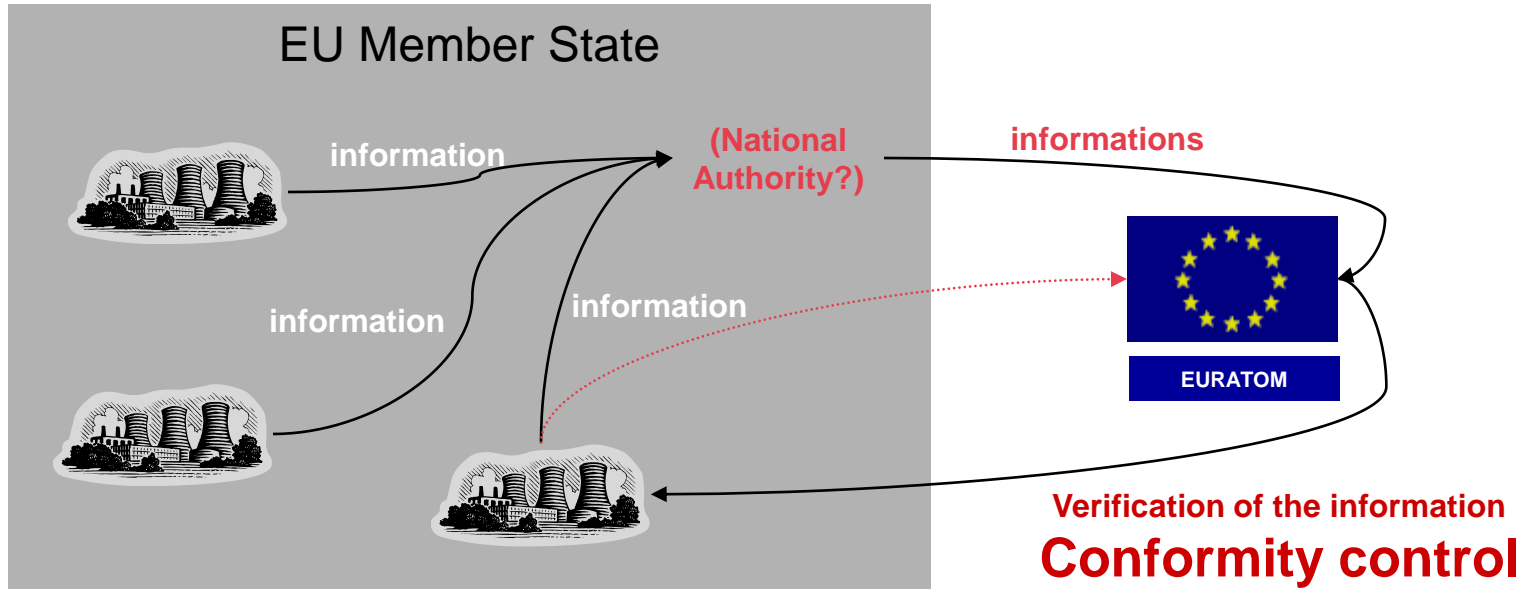 EU Member State
information
(National
Authority?)
informations
information
information
EURATOM
Verification of the information
Conformity control